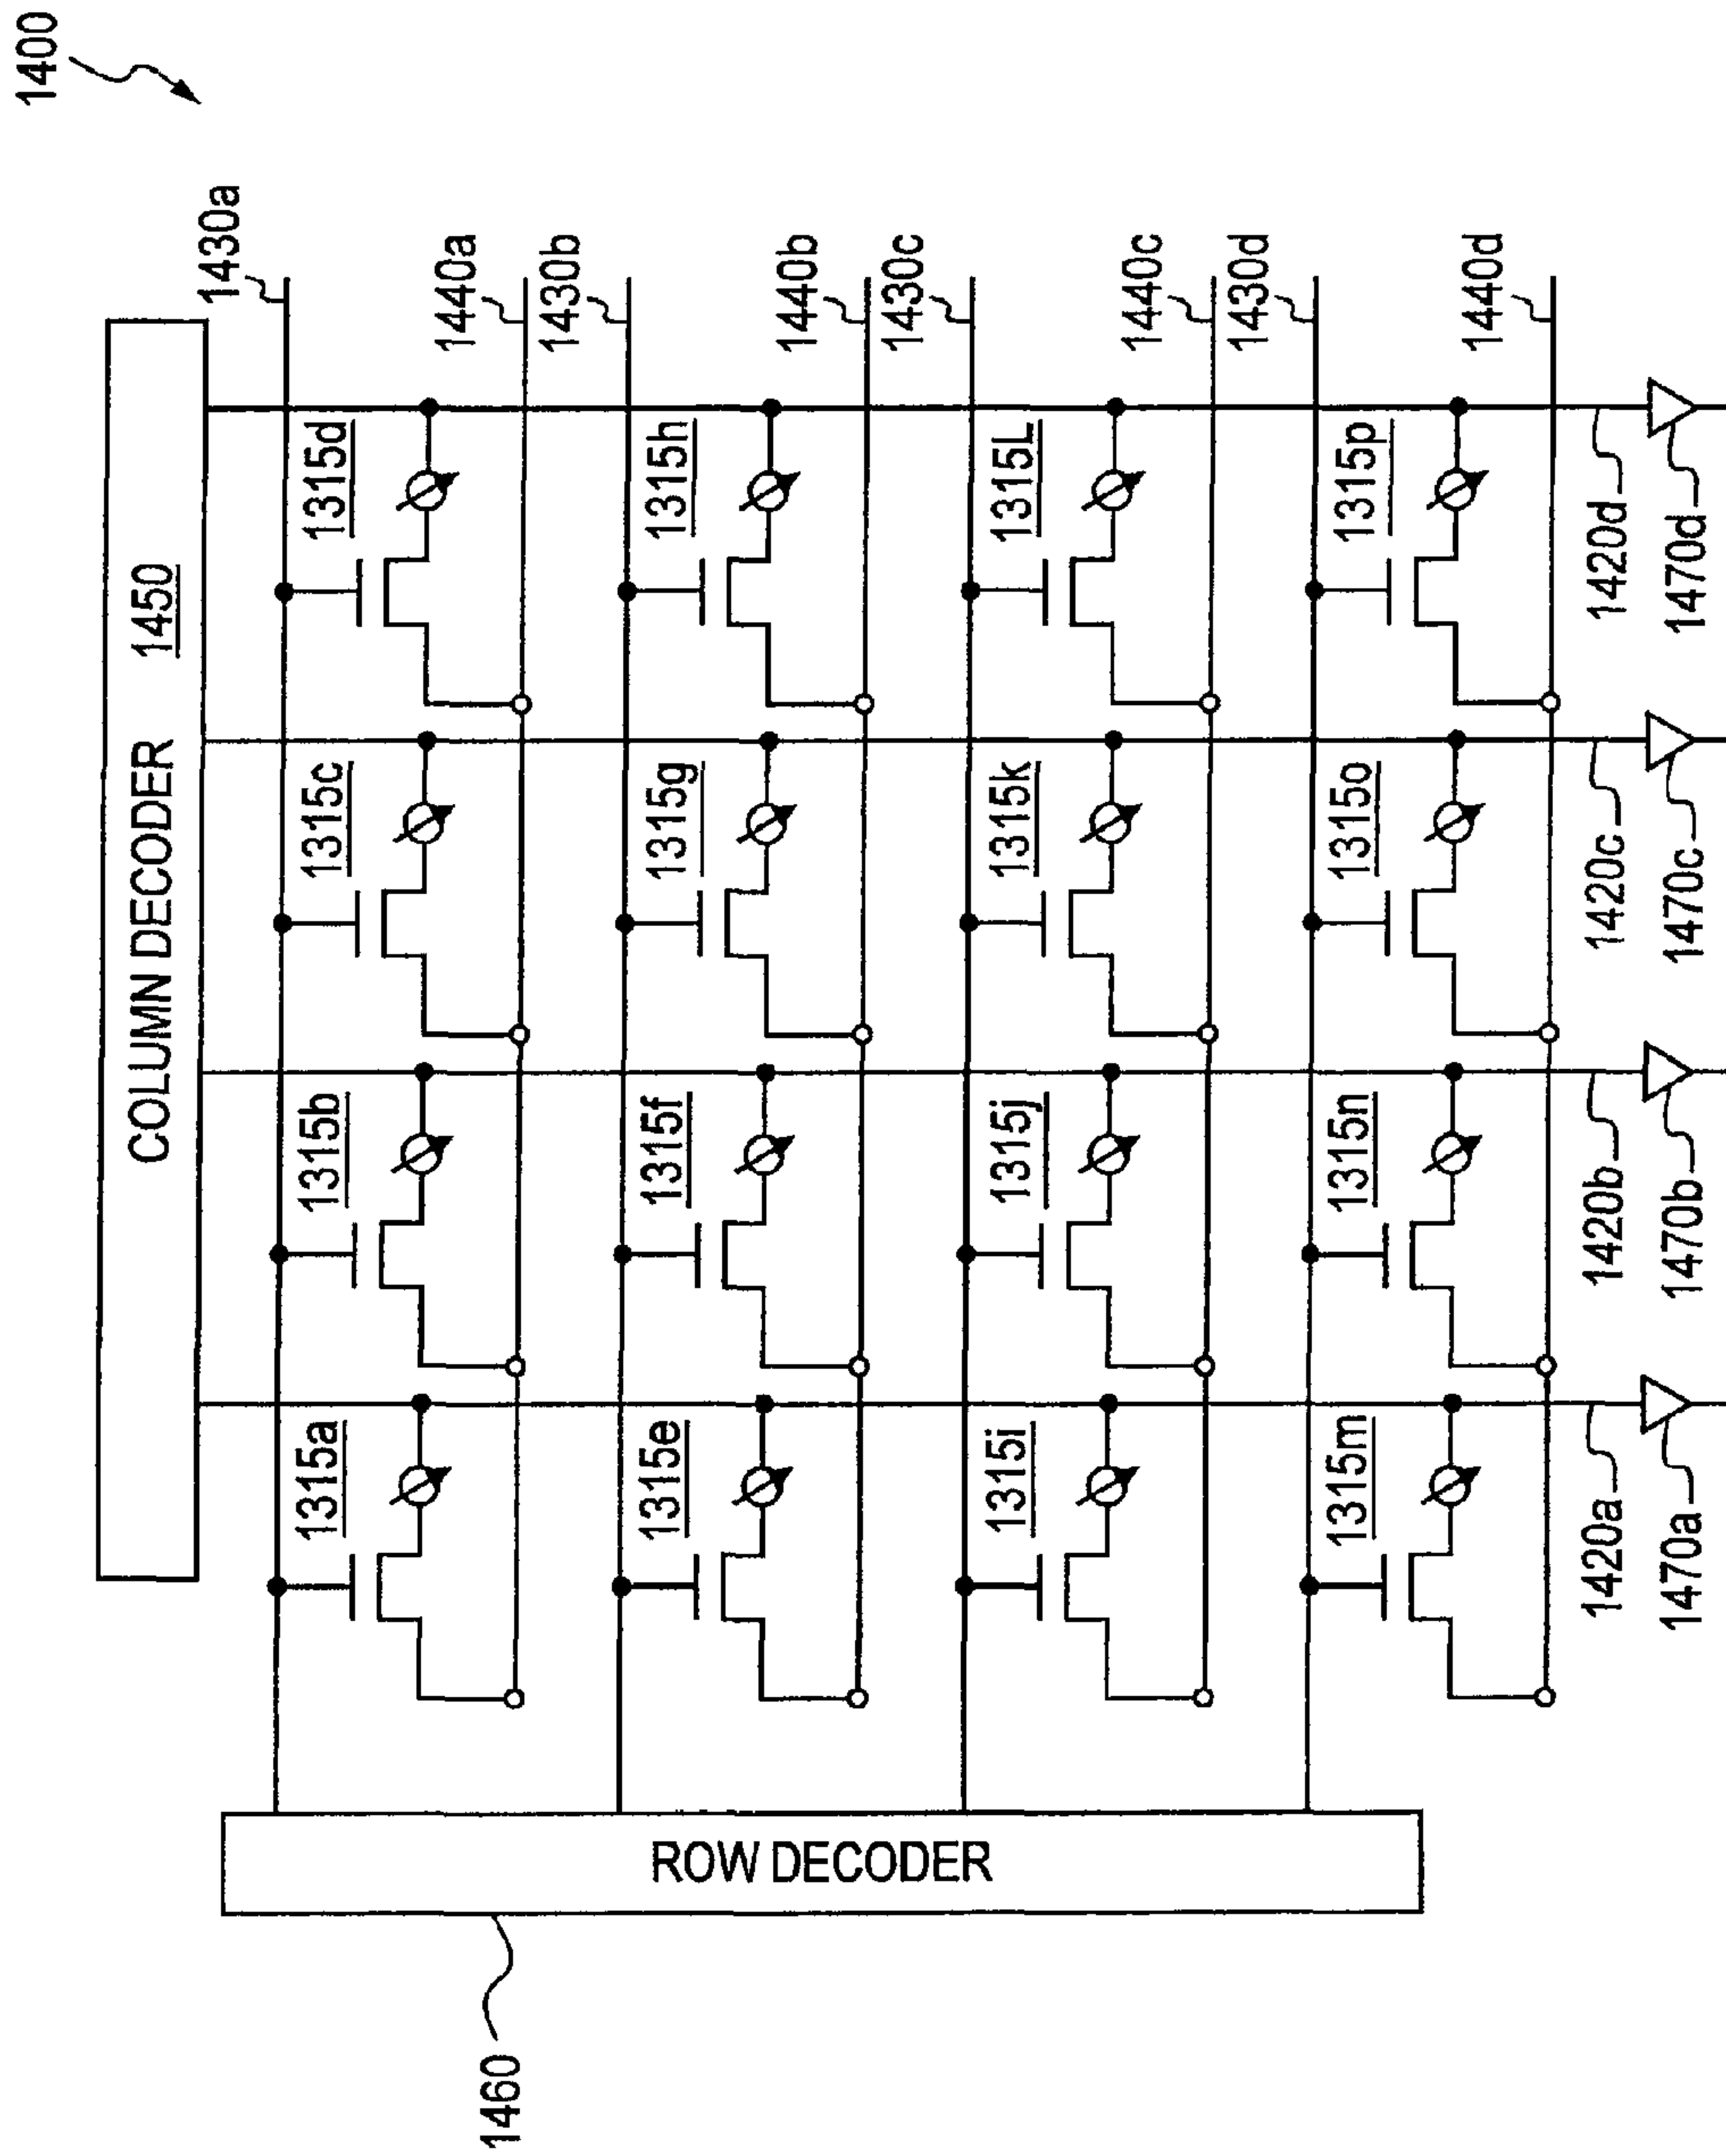 1400
COLUMN DECODER 1450
1430a
1315a 1315b 1315c 1315d
1440a
1430b
1315e 1315f 1315g 1315h
1440b
1430c
1315i 1315j 1315k 1315L
1440c
1430d
1315m 1315n 1315o 1315p
1440d
ROW DECODER
1460
1420a 1420b 1420c 1420d
1470a 1470b 1470c 1470d